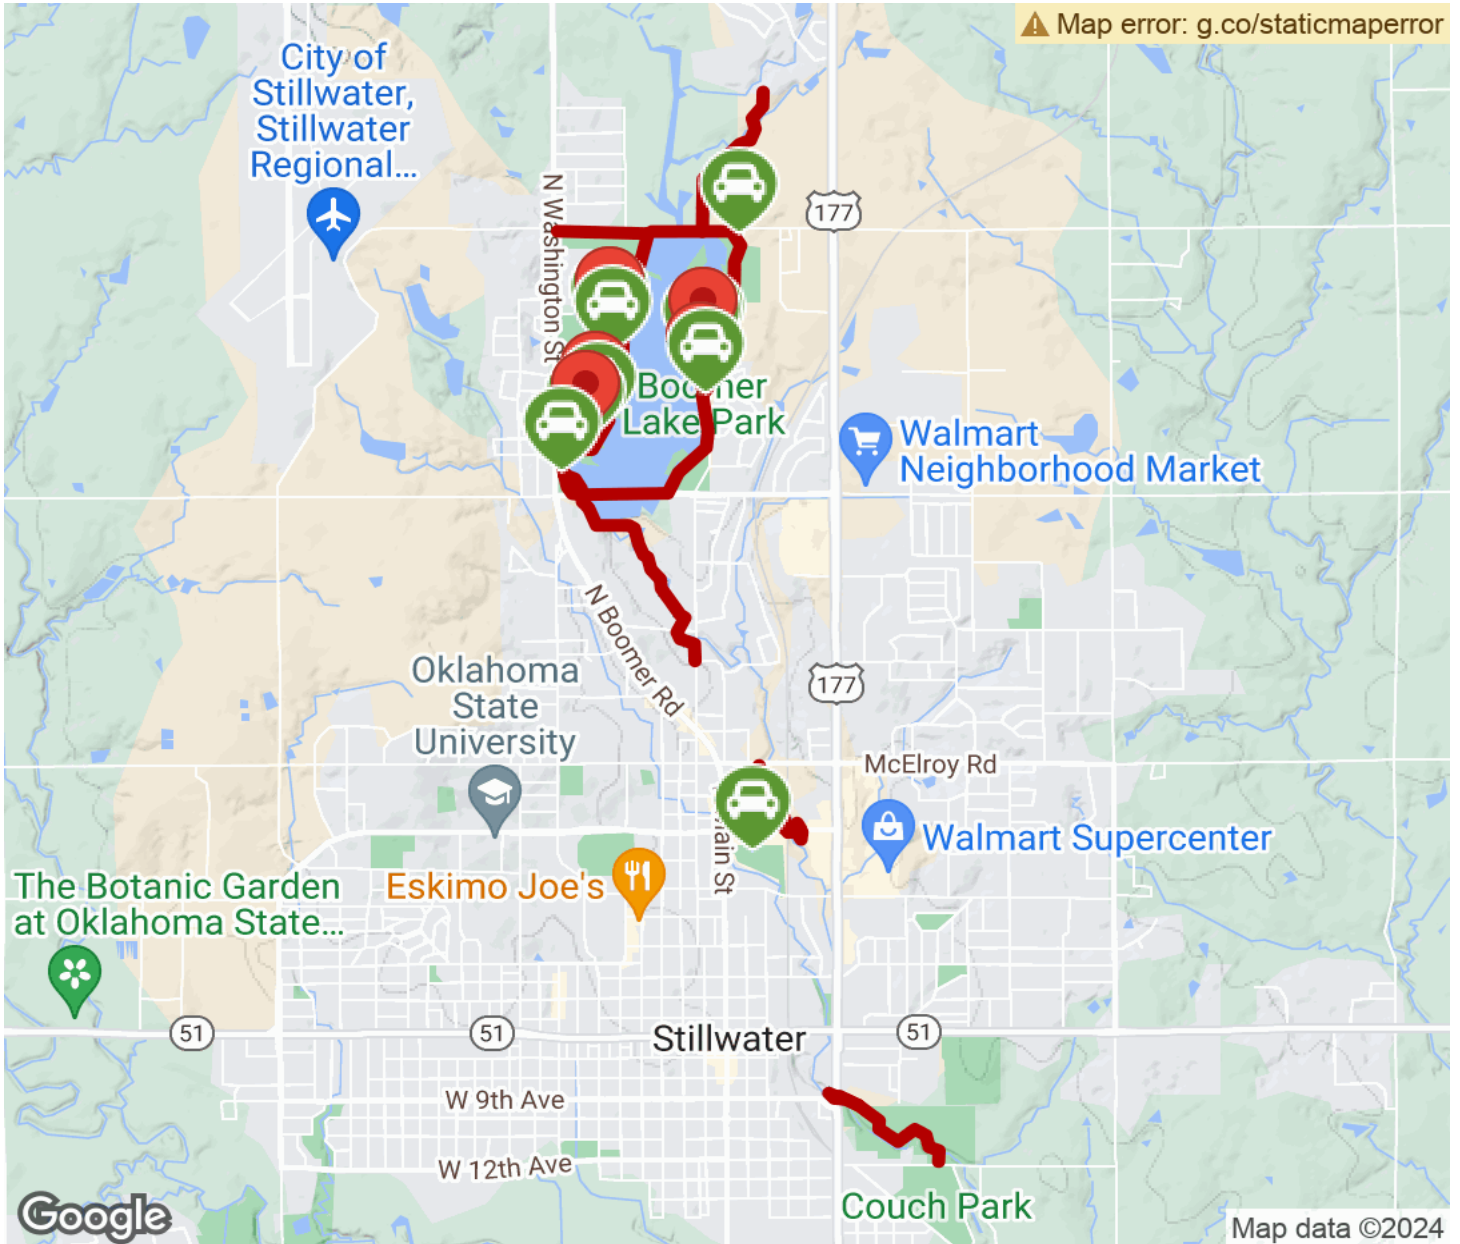 Map error: g.co/staticmaperror
City of
Stillwater,
Stillwater
Regional...
N Washington St
177
Boomer
Lake Park
Walmart
Neighborhood Market
N Boomer Rd
Oklahoma
State
University
177
McElroy Rd
Walmart Supercenter
Main St
The Botanic Garden
at Oklahoma State...
Eskimo Joe's
51
51
Stillwater
51
W 9th Ave
W 12th Ave
Couch Park
Google
Map data ©2024